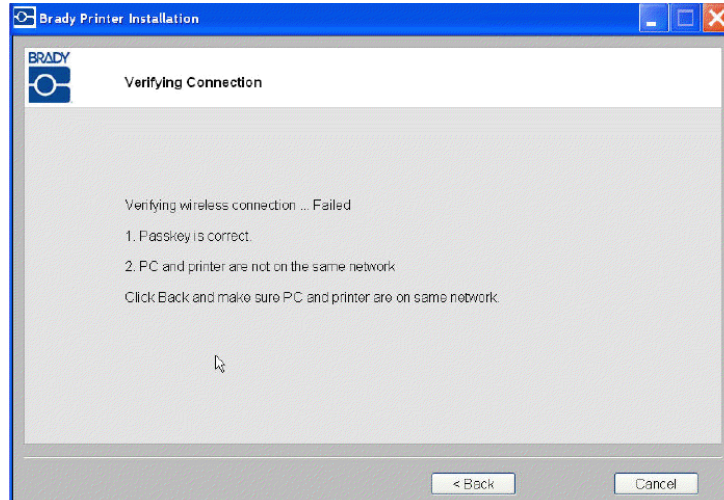 Brady Printer Installation
BRADY
Verifying Connection
Verifying wireless connection ... Failed
1. Passkey is correct.
2. PC and printer are not on the same network
Click Back and make sure PC and printer are on same network.
< Back
Cancel